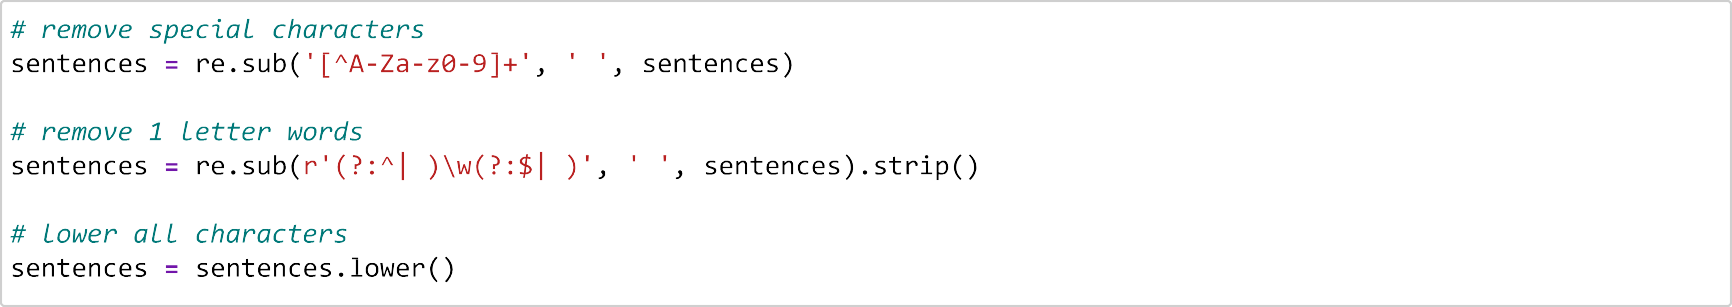 # remove special characters
sentences = re.sub('[^A-Za-z0-9]+', ' ', sentences)
# remove 1 letter words
sentences = re.sub(r'(?:^| )\w(?:$| )', ' ', sentences).strip()
# lower all characters
sentences = sentences.lower()